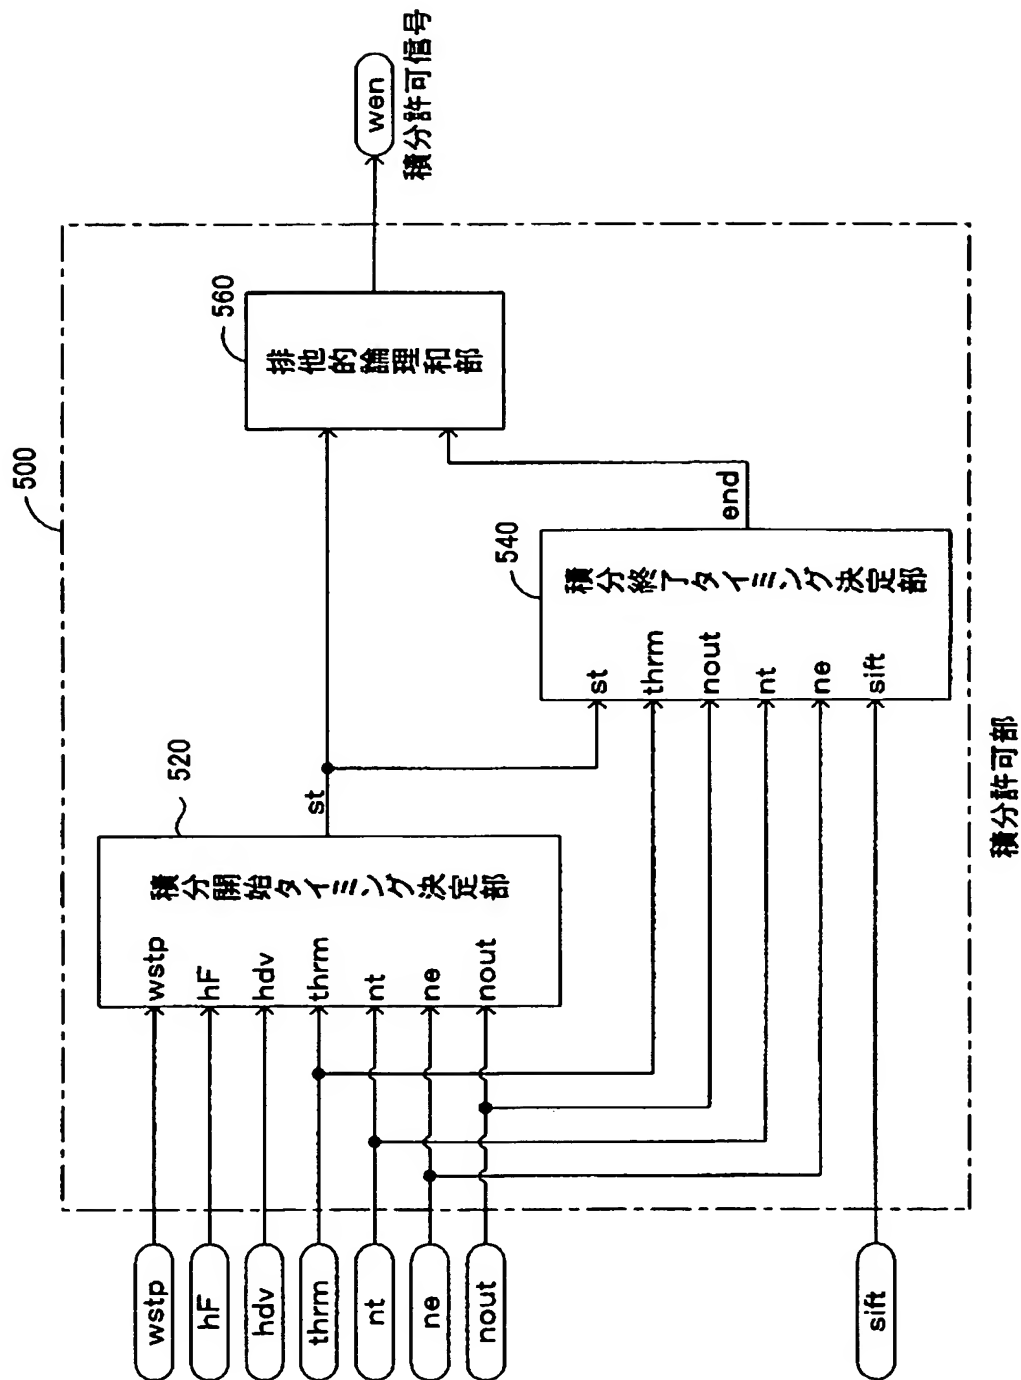 500
wstp
hF
hdv
thrm
nt
ne
nout
sift
520
積分開始タイミング決定部
wstp
hF
hdv
thrm
nt
ne
nout
st
540
積分終了タイミング決定部
st
thrm
nout
nt
ne
sift
end
560
排他的論理和部
wen
積分許可信号
積分許可部